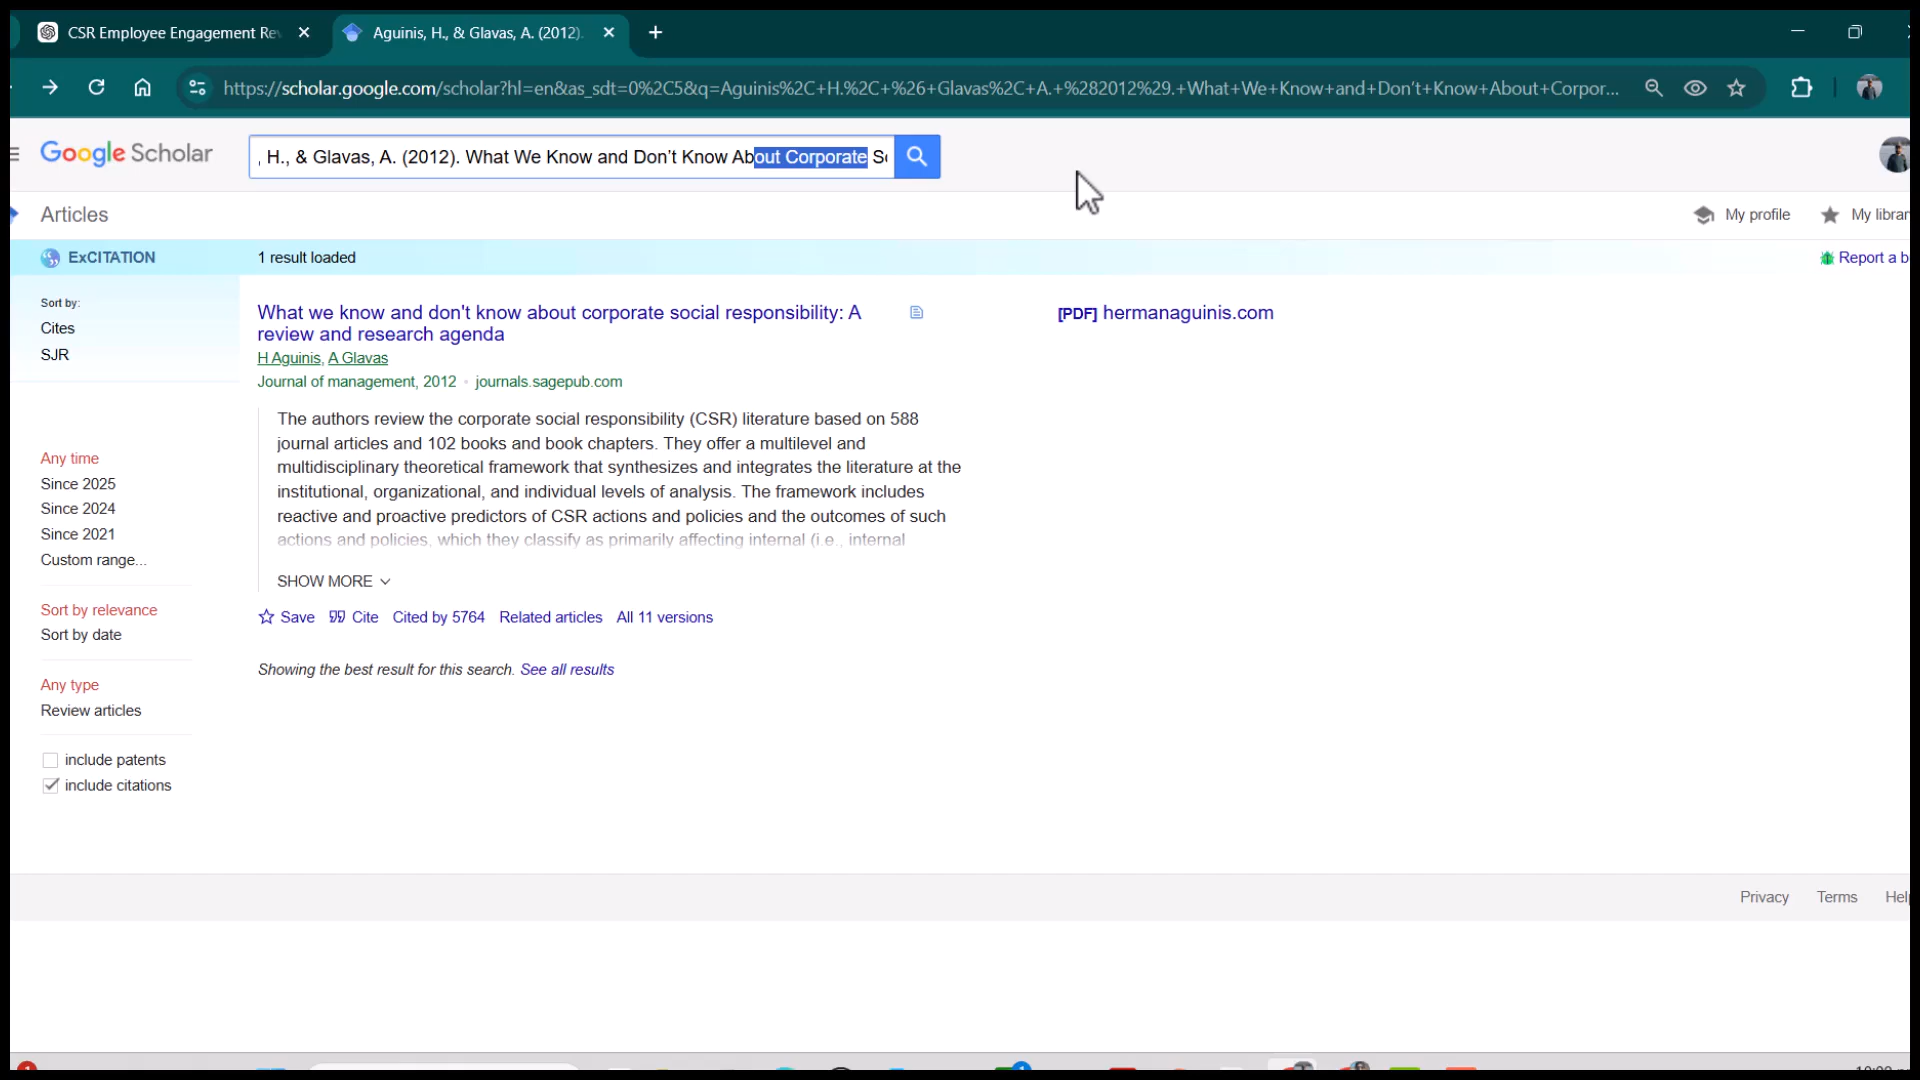 CSR Employee Engagement Re
Aguinis, H., & Glavas, A. (2012).
https://scholar.google.com/scholar?hl=en&as_sdt=0%2C5&q=Aguinis%2C+H.%2C+%26+Glavas%2C+A.+%282012%29.+What+We+Know+and+Don't+Know+About+Corpor...
Google Scholar
, H., & Glavas, A. (2012). What We Know and Don't Know About Corporate S
Articles
My profile
My librar
ExCITATION
1 result loaded
Report a b
Sort by:
Cites
SJR
What we know and don't know about corporate social responsibility: A
review and research agenda
[PDF] hermanaguinis.com
H Aguinis, A Glavas
Journal of management, 2012 • journals.sagepub.com
The authors review the corporate social responsibility (CSR) literature based on 588
journal articles and 102 books and book chapters. They offer a multilevel and
multidisciplinary theoretical framework that synthesizes and integrates the literature at the
institutional, organizational, and individual levels of analysis. The framework includes
reactive and proactive predictors of CSR actions and policies and the outcomes of such
actions and policies, which they classify as primarily affecting internal (i.e., internal
SHOW MORE
Save Cite Cited by 5764 Related articles All 11 versions
Showing the best result for this search. See all results
Any time
Since 2025
Since 2024
Since 2021
Custom range...
Sort by relevance
Sort by date
Any type
Review articles
include patents
include citations
Privacy
Terms
Help